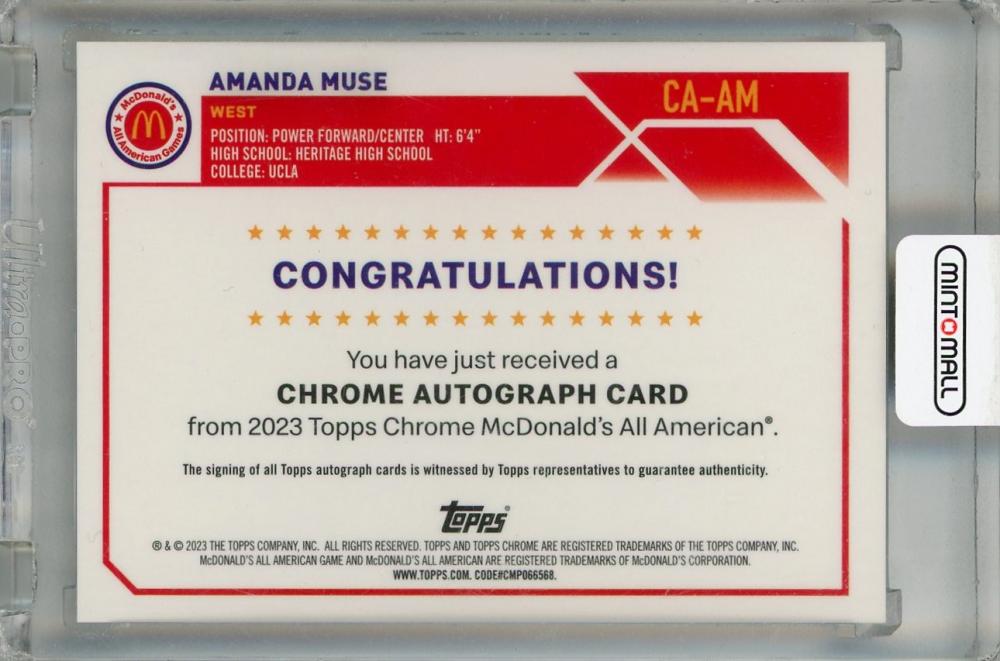 AMANDA MUSE
WEST
POSITION: POWER FORWARD/CENTER HT: 6'4"
HIGH SCHOOL: HERITAGE HIGH SCHOOL
COLLEGE: UCLA
McDonald's
All American Games
CA-AM
CONGRATULATIONS!
You have just received a
CHROME AUTOGRAPH CARD
from 2023 Topps Chrome McDonald's All American®.
The signing of all Topps autograph cards is witnessed by Topps representatives to guarantee authenticity.
Topps®
® & © 2023 THE TOPPS COMPANY, INC. ALL RIGHTS RESERVED. TOPPS AND TOPPS CHROME ARE REGISTERED TRADEMARKS OF THE TOPPS COMPANY, INC.
McDONALD'S ALL AMERICAN GAME AND McDONALD'S ALL AMERICAN ARE REGISTERED TRADEMARKS OF McDONALD'S CORPORATION.
WWW.TOPPS.COM. CODE#CMP066568.
Ultra PRO®
MINT MALL